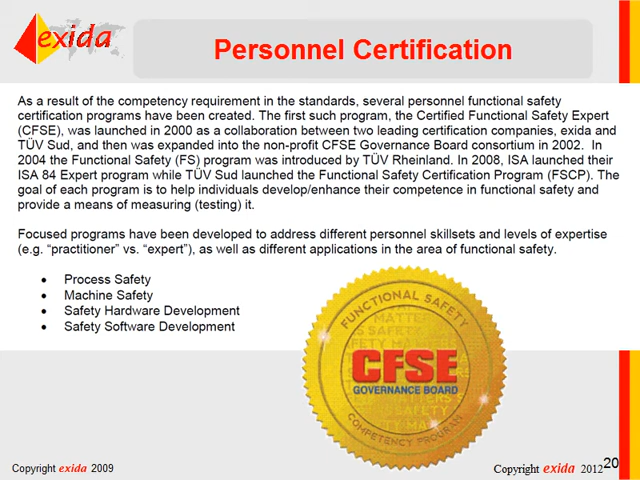 exida
Personnel Certification
As a result of the competency requirement in the standards, several personnel functional safety
certification programs have been created. The first such program, the Certified Functional Safety Expert
(CFSE), was launched in 2000 as a collaboration between two leading certification companies, exida and
TÜV Sud, and then was expanded into the non-profit CFSE Governance Board consortium in 2002.  In
2004 the Functional Safety (FS) program was introduced by TÜV Rheinland. In 2008, ISA launched their
ISA 84 Expert program while TÜV Sud launched the Functional Safety Certification Program (FSCP). The
goal of each program is to help individuals develop/enhance their competence in functional safety and
provide a means of measuring (testing) it.
Focused programs have been developed to address different personnel skillsets and levels of expertise
(e.g. “practitioner” vs. “expert”), as well as different applications in the area of functional safety.
• Process Safety
• Machine Safety
• Safety Hardware Development
• Safety Software Development
FUNCTIONAL SAFETY
CFSE
GOVERNANCE BOARD
COMPETENCY PROGRAM
Copyright exida 2009
Copyright exida 2012
20